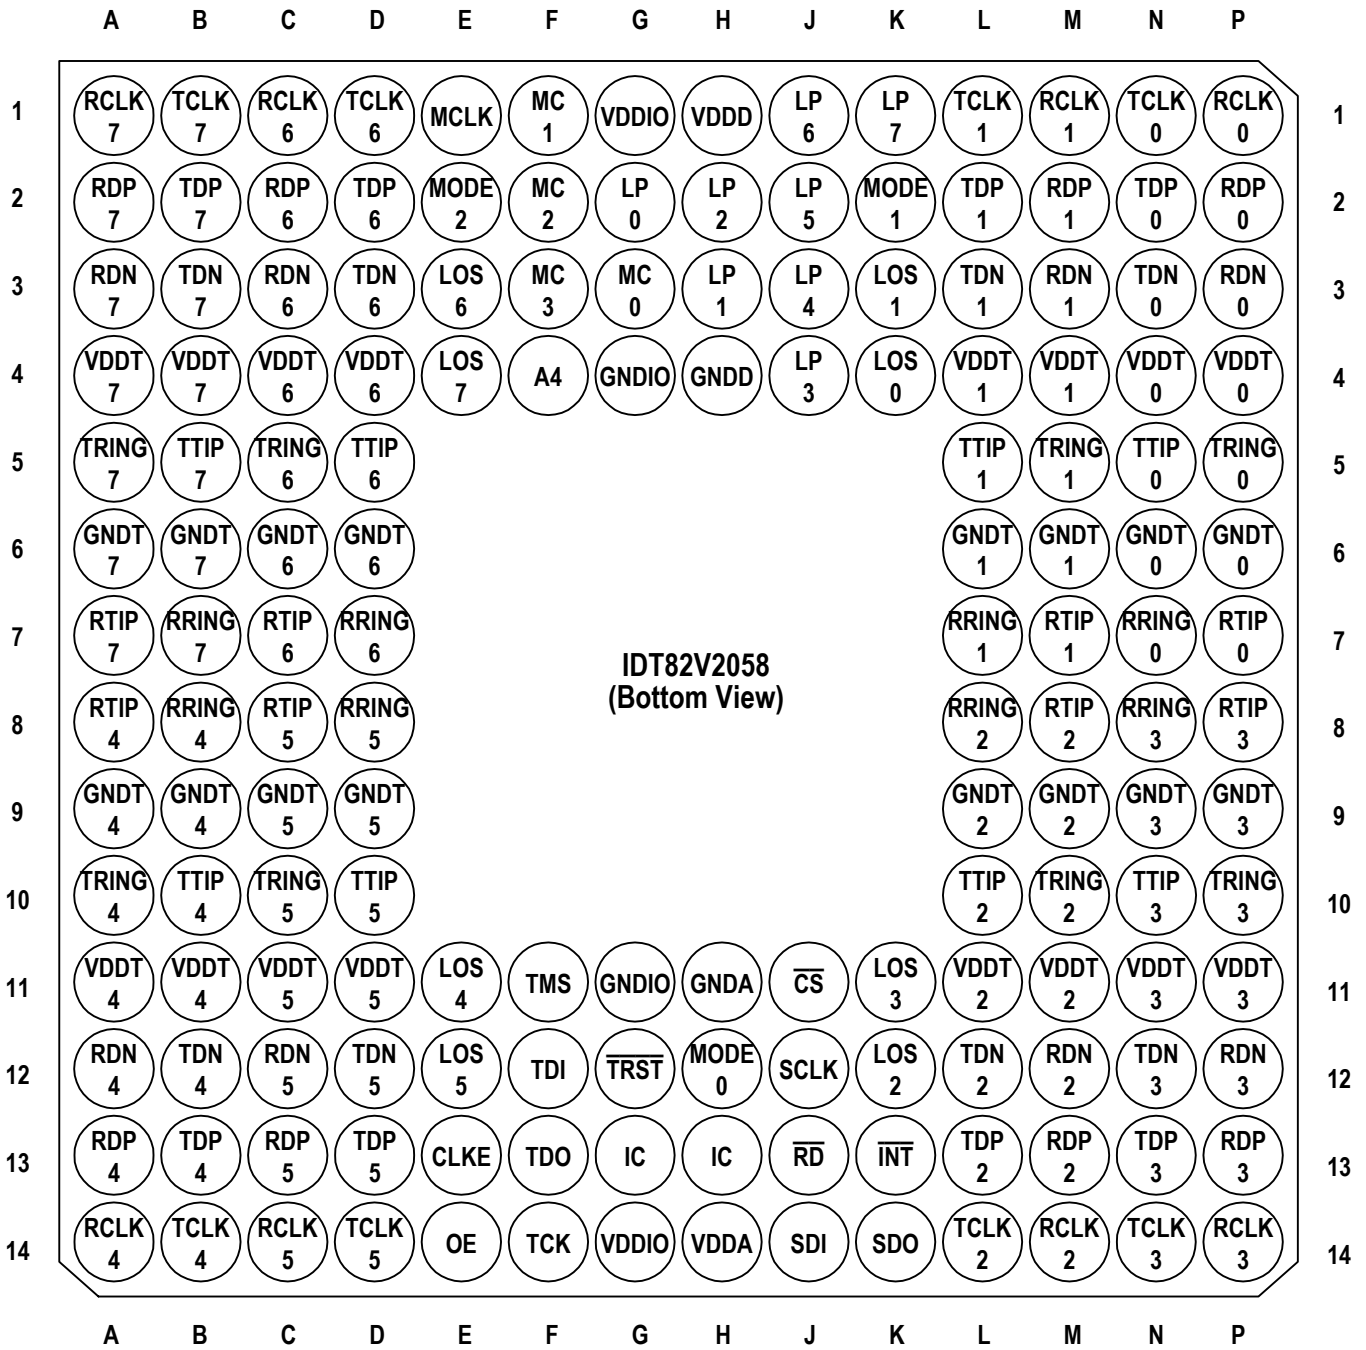 A B C D E F G H J K L M N P
RCLK TCLK RCLK TCLK MC LP LP TCLK RCLK TCLK RCLK
1 MCLK VDDIO VDDD 1
7 7 6 6 1 6 7 1 1 0 0
RDP TDP RDP TDP MODE MC LP LP LP MODE TDP RDP TDP RDP
2 2
7 7 6 6 2 2 0 2 5 1 1 1 0 0
RDN TDN RDN TDN LOS MC MC LP LP LOS TDN RDN TDN RDN
3 3
7 7 6 6 6 3 0 1 4 1 1 1 0 0
VDDT VDDT VDDT VDDT LOS LP LOS VDDT VDDT VDDT VDDT
4 A4 GNDIO GNDD 4
7 7 6 6 7 3 0 1 1 0 0
TRING TTIP TRING TTIP TTIP TRING TTIP TRING
5 5
7 7 6 6 1 1 0 0
GNDT GNDT GNDT GNDT GNDT GNDT GNDT GNDT
6 6
7 7 6 6 1 1 0 0
RTIP RRING RTIP RRING RRING RTIP RRING RTIP
7 7
7 7 6 6 1 1 0 0
IDT82V2058
(Bottom View)
RTIP RRING RTIP RRING RRING RTIP RRING RTIP
8 8
4 4 5 5 2 2 3 3
GNDT GNDT GNDT GNDT GNDT GNDT GNDT GNDT
9 9
4 4 5 5 2 2 3 3
TRING TTIP TRING TTIP TTIP TRING TTIP TRING
10 10
4 4 5 5 2 2 3 3
VDDT VDDT VDDT VDDT LOS LOS VDDT VDDT VDDT VDDT
11 TMS GNDIO GNDA CS 11
4 4 5 5 4 3 2 2 3 3
RDN TDN RDN TDN LOS MODE LOS TDN RDN TDN RDN
12 TDI TRST SCLK 12
4 4 5 5 5 0 2 2 2 3 3
RDP TDP RDP TDP TDP RDP TDP RDP
13 CLKE TDO IC IC RD INT 13
4 4 5 5 2 2 3 3
RCLK TCLK RCLK TCLK TCLK RCLK TCLK RCLK
14 OE TCK VDDIO VDDA SDI SDO 14
4 4 5 5 2 2 3 3
A B C D E F G H J K L M N P